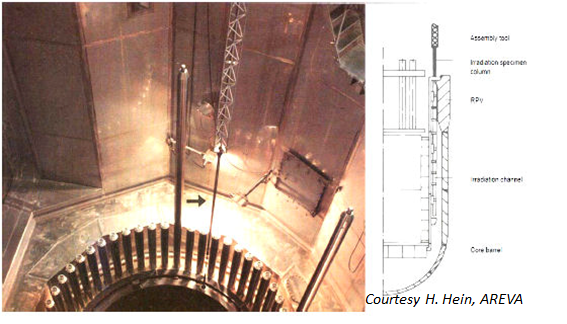 Assembly tool
Irradiation specimen
column
RPV
Irradiation channel
Core barrel
Courtesy H. Hein, AREVA